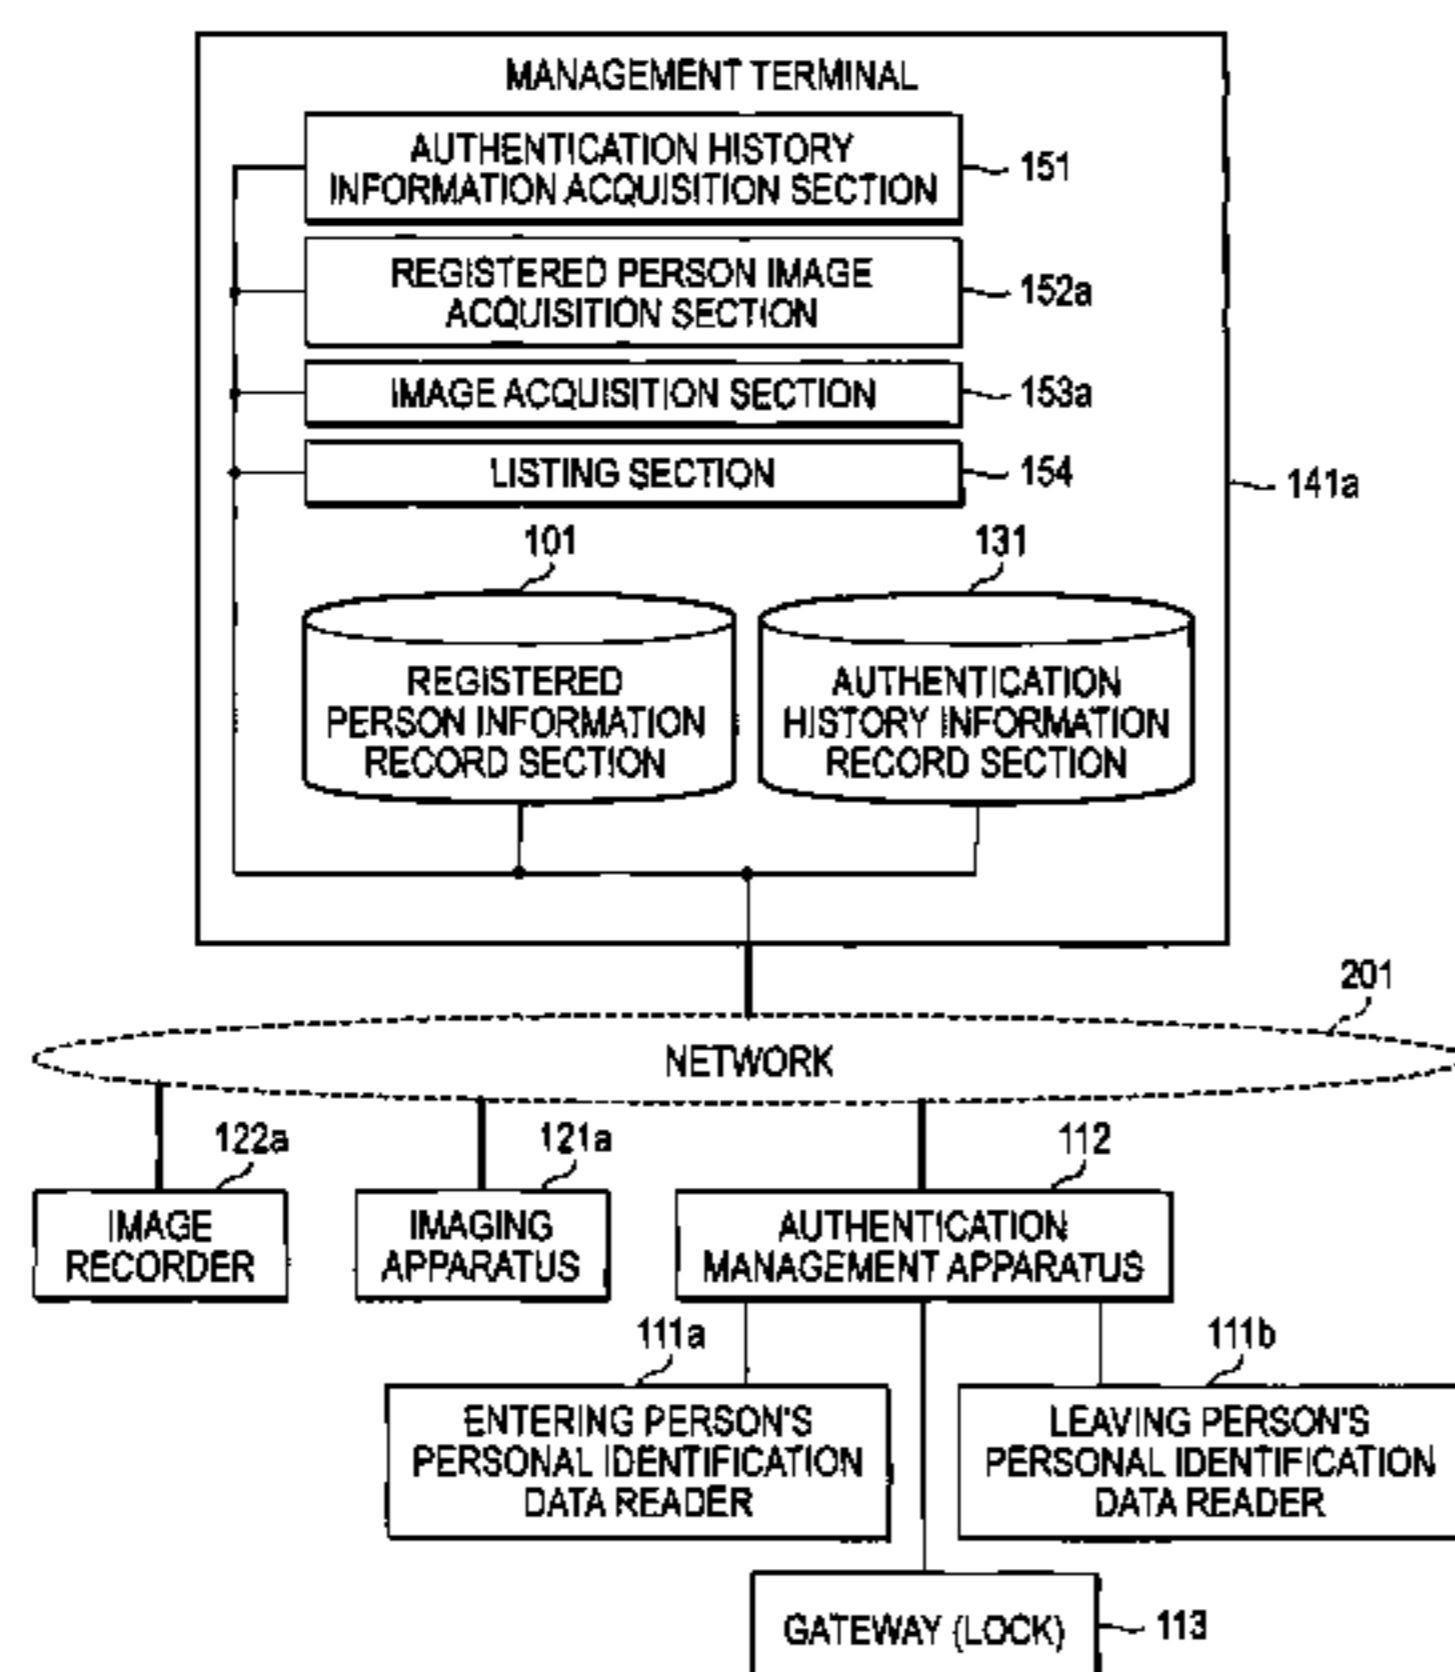 MANAGEMENT TERMINAL
AUTHENTICATION HISTORY
INFORMATION ACQUISITION SECTION
151
REGISTERED PERSON IMAGE
ACQUISITION SECTION
152a
IMAGE ACQUISITION SECTION
153a
LISTING SECTION
154
141a
101
131
REGISTERED
PERSON INFORMATION
RECORD SECTION
AUTHENTICATION
HISTORY INFORMATION
RECORD SECTION
201
NETWORK
122a
121a
112
IMAGE
RECORDER
IMAGING
APPARATUS
AUTHENTICATION
MANAGEMENT APPARATUS
111a
111b
ENTERING PERSON'S
PERSONAL IDENTIFICATION
DATA READER
LEAVING PERSON'S
PERSONAL IDENTIFICATION
DATA READER
GATEWAY (LOCK)
113